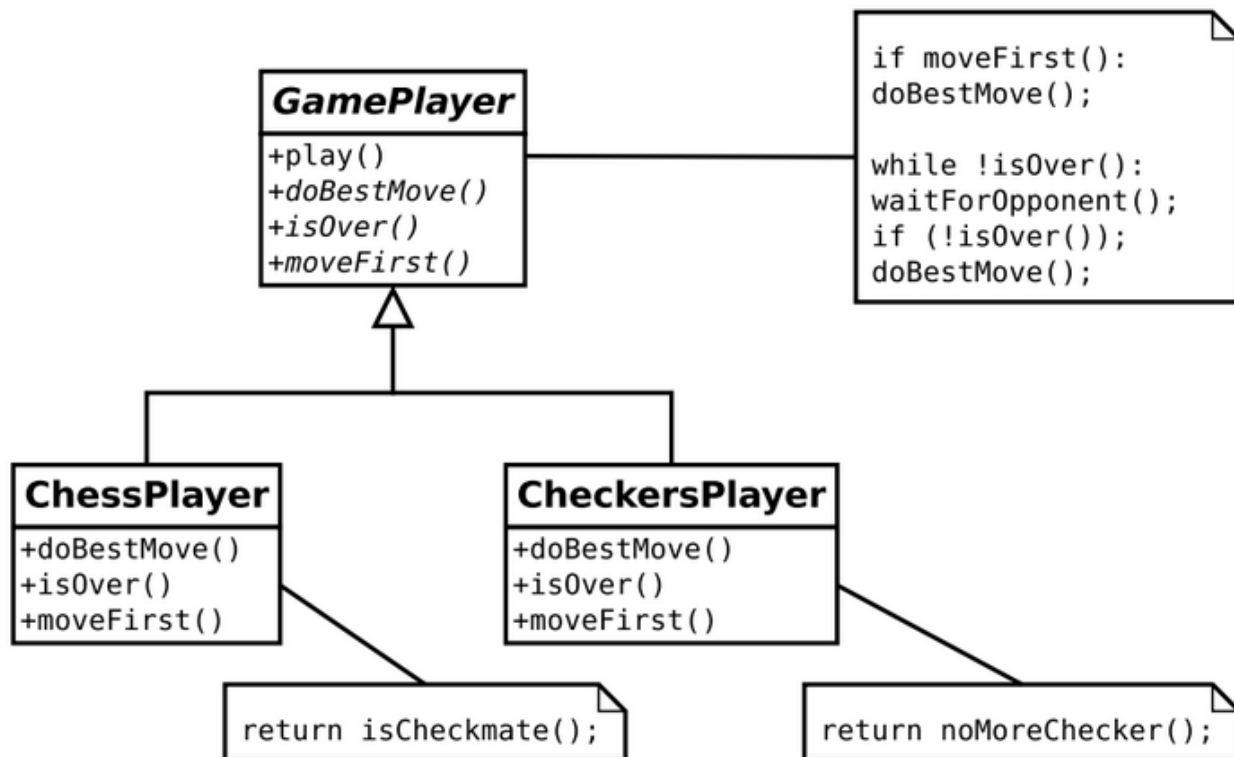 GamePlayer
+play()
+doBestMove()
+isOver()
+moveFirst()
if moveFirst():
doBestMove();
while !isOver():
waitForOpponent();
if (!isOver());
doBestMove();
ChessPlayer
+doBestMove()
+isOver()
+moveFirst()
return isCheckmate();
CheckersPlayer
+doBestMove()
+isOver()
+moveFirst()
return noMoreChecker();